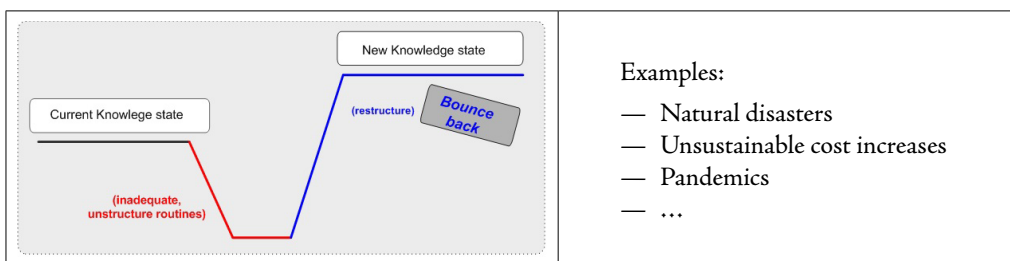 New Knowledge state
Current Knowlege state
(restructure)
Bounce
back
(inadequate,
unstructure routines)
Examples:
— Natural disasters
— Unsustainable cost increases
— Pandemics
— ...